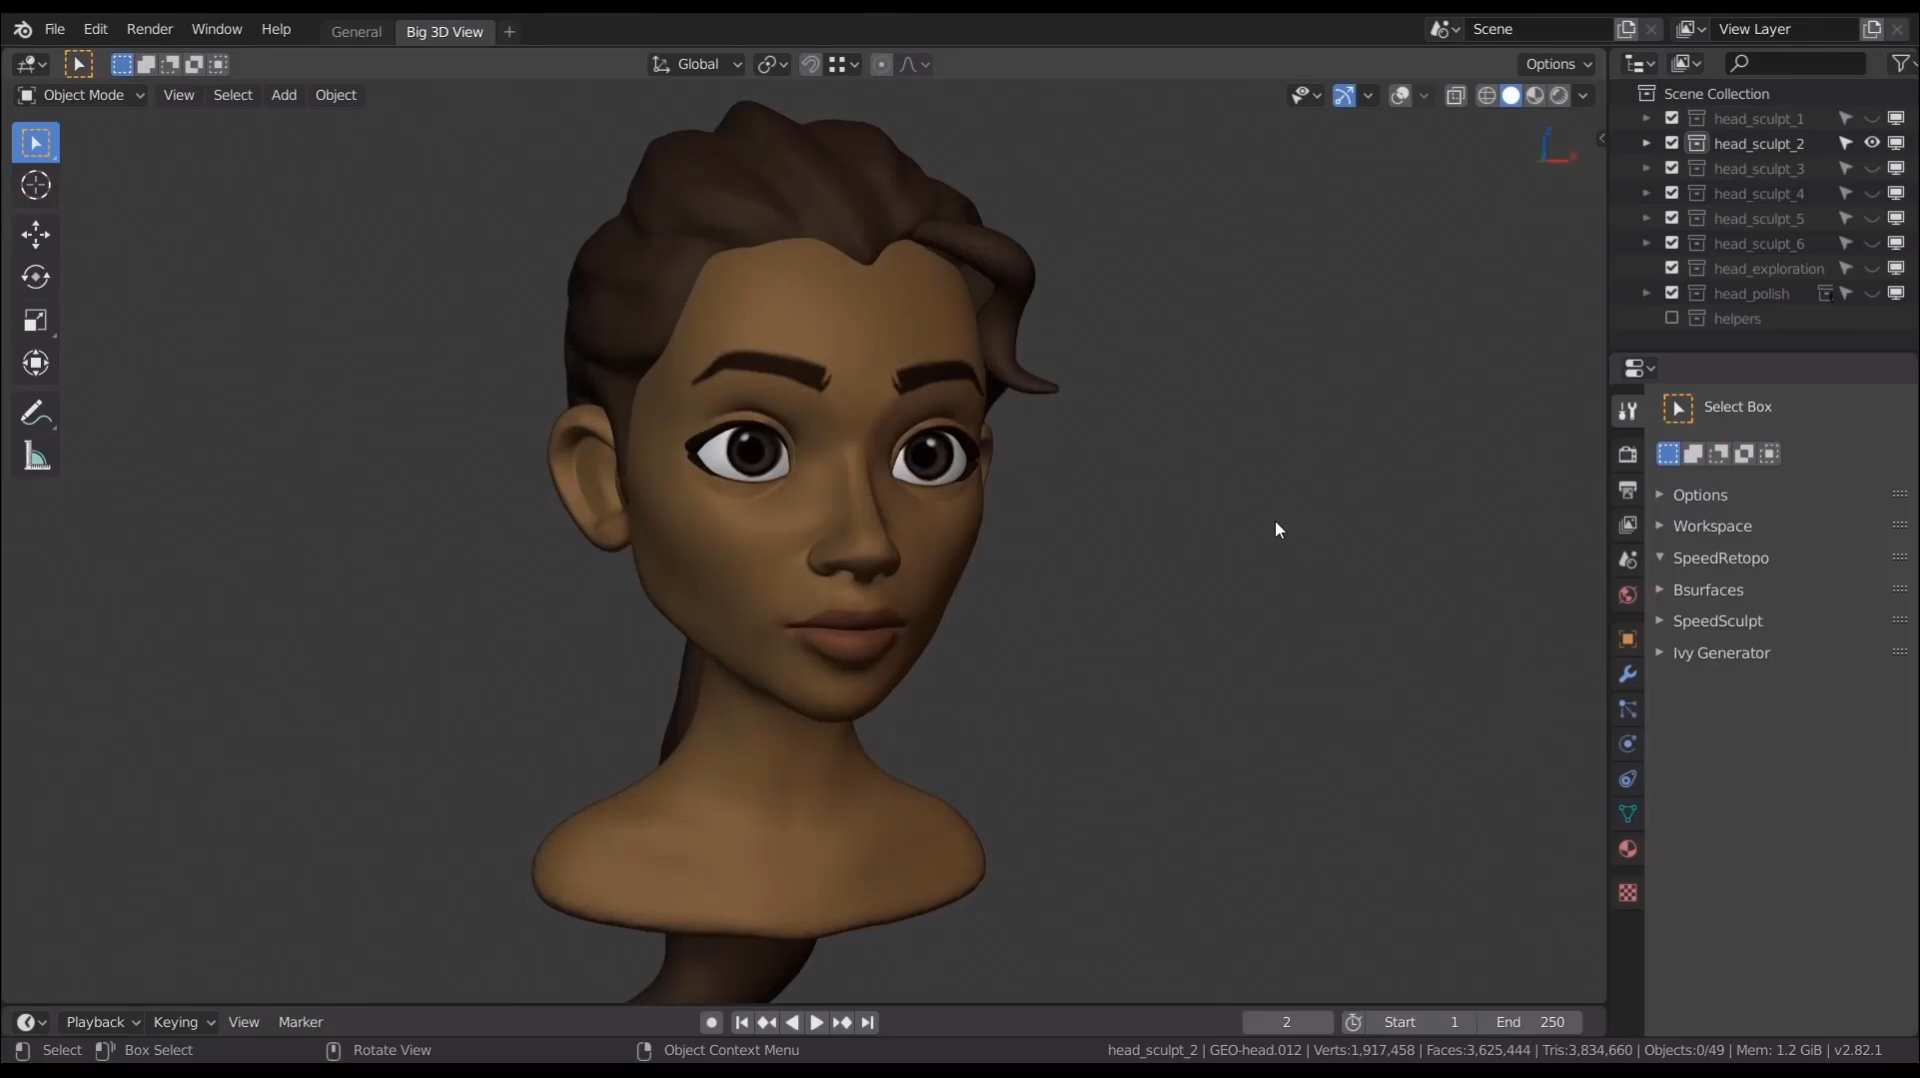 File Edit Render Window Help General Big 3D View + Scene View Layer
Global Options
Object Mode View Select Add Object
Scene Collection
head_sculpt_1
head_sculpt_2
head_sculpt_3
head_sculpt_4
head_sculpt_5
head_sculpt_6
head_exploration
head_polish
helpers
Select Box
Options
Workspace
SpeedRetopo
Bsurfaces
SpeedSculpt
Ivy Generator
Playback Keying View Marker 2 Start 1 End 250
Select Box Select Rotate View Object Context Menu head_sculpt_2 | GEO-head.012 | Verts:1,917,458 | Faces:3,625,444 | Tris:3,834,660 | Objects:0/49 | Mem: 1.2 GiB | v2.82.1